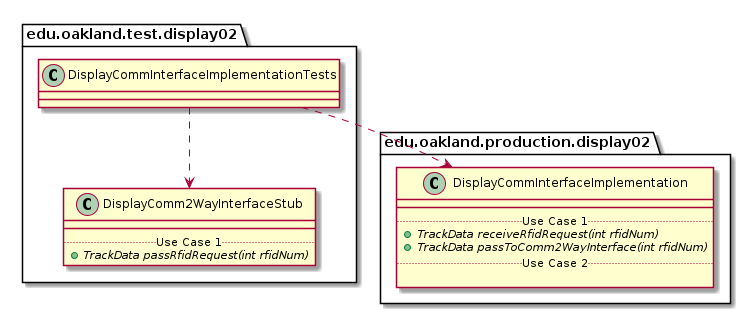 edu.oakland.test.display02
C DisplayCommInterfaceImplementationTests
edu.oakland.production.display02
C DisplayComm2WayInterfaceStub
Use Case 1
TrackData passRfidRequest(int rfidNum)
C DisplayCommInterfaceImplementation
Use Case 1
TrackData receiveRfidRequest(int rfidNum)
TrackData passToComm2WayInterface(int rfidNum)
Use Case 2